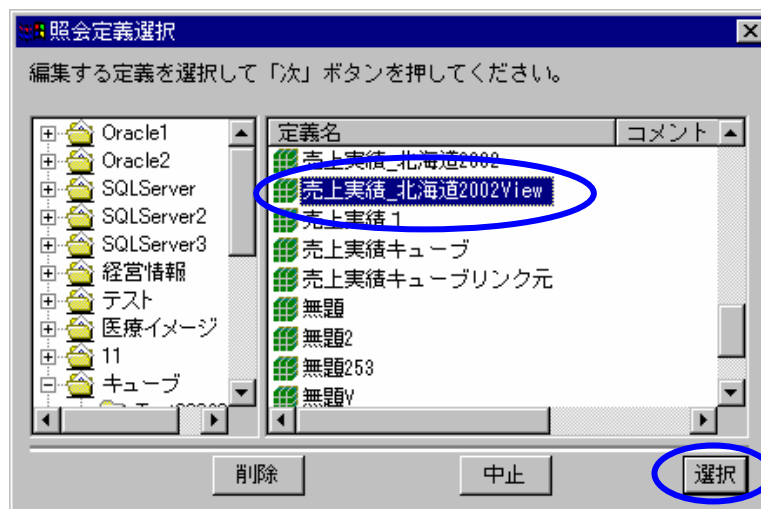 照会定義選択
編集する定義を選択して「次」ボタンを押してください。
Oracle1
Oracle2
SQLServer
SQLServer2
SQLServer3
経営情報
テスト
医療イメージ
11
キューブ
定義名 コメント
売上実績_北海道2002
売上実績_北海道2002View
売上実績1
売上実績キューブ
売上実績キューブリンク元
無題
無題2
無題253
無題V
削除 中止 選択